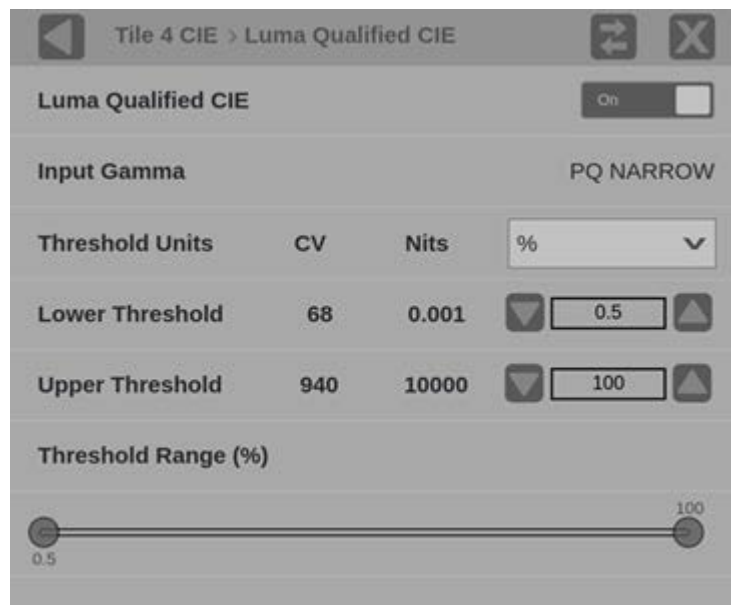 Tile 4 CIE > Luma Qualified CIE
Luma Qualified CIE On
Input Gamma PQ NARROW
Threshold Units CV Nits %
Lower Threshold 68 0.001 0.5
Upper Threshold 940 10000 100
Threshold Range (%)
100
0.5